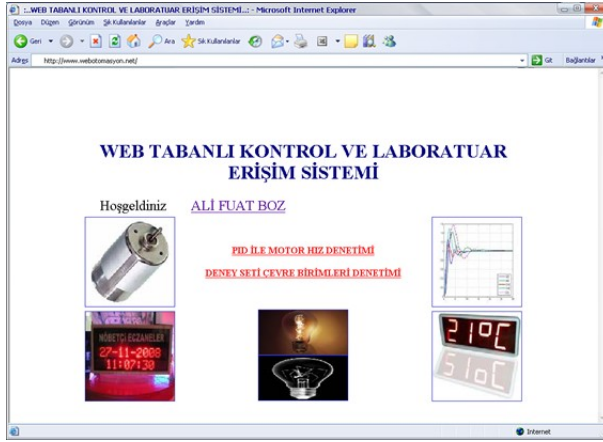 :..WEB TABANLI KONTROL VE LABORATUAR ERİŞİM SİSTEMİ..: - Microsoft Internet Explorer
Dosya Düzen Görünüm Sık Kullanılanlar Araçlar Yardım
Geri Ara Sık Kullanılanlar
Adres http://www.webotomasyon.net/ Git Bağlantılar
WEB TABANLI KONTROL VE LABORATUAR
ERİŞİM SİSTEMİ
Hoşgeldiniz ALİ FUAT BOZ
PID İLE MOTOR HIZ DENETİMİ
DENEY SETİ ÇEVRE BİRİMLERİ DENETİMİ
NÖBETÇİ ECZANELER
27-11-2008
11:07:30
21°C
Internet